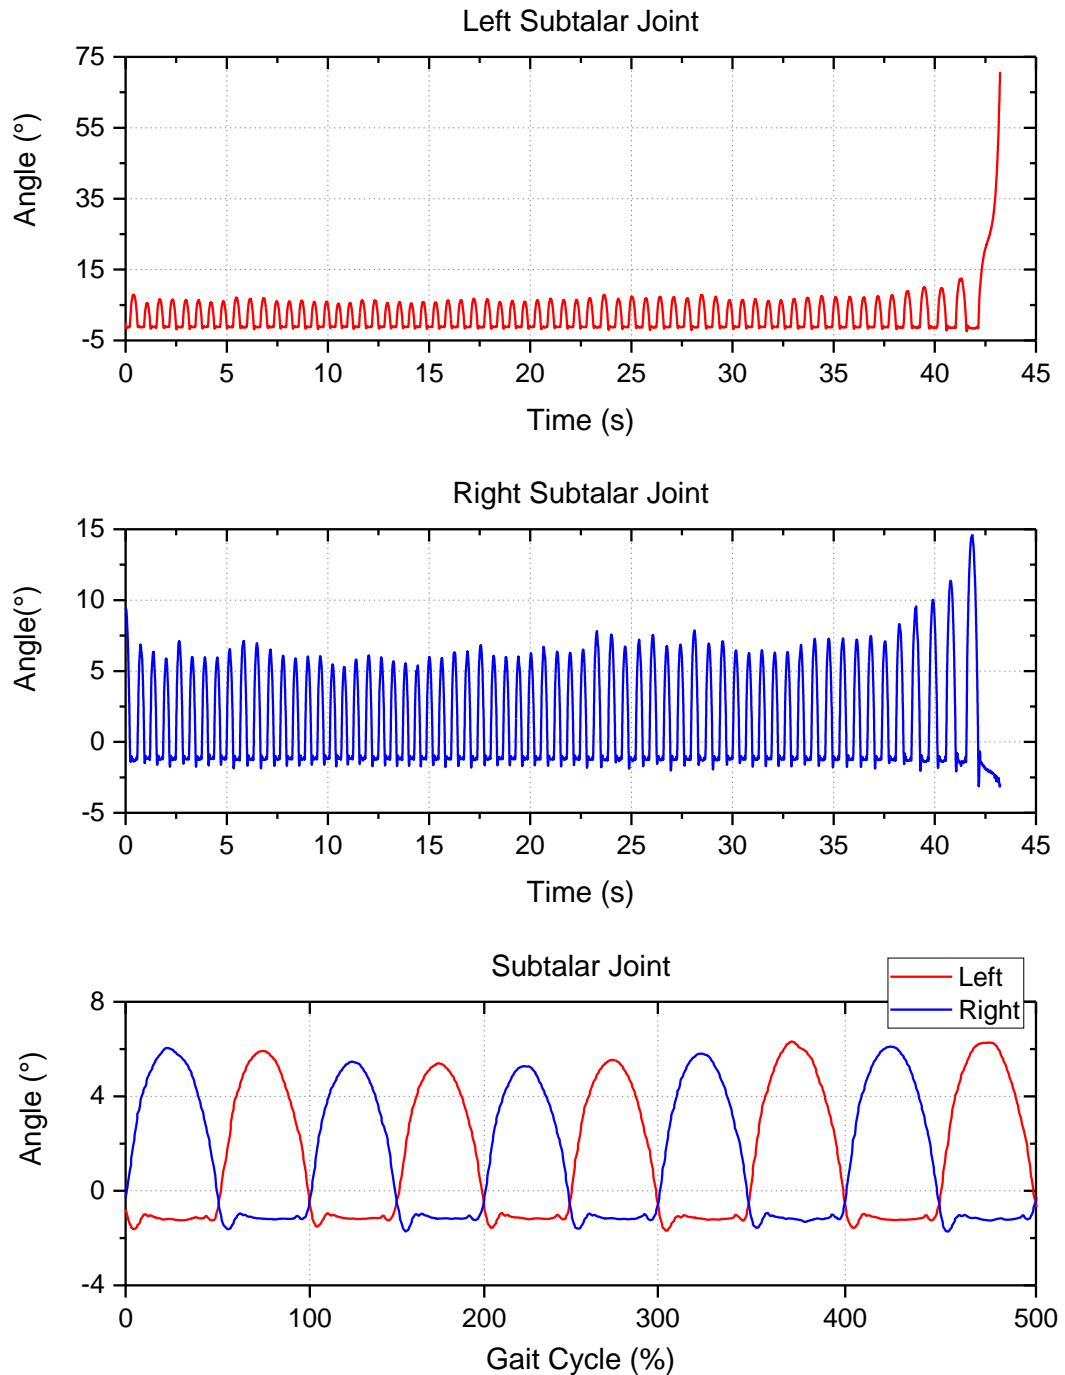 Left Subtalar Joint
75
55
35
15
-5
Angle (°)
0 5 10 15 20 25 30 35 40 45
Time (s)
Right Subtalar Joint
15
10
5
0
-5
Angle(°)
0 5 10 15 20 25 30 35 40 45
Time (s)
Subtalar Joint
Left
Right
8
4
0
-4
Angle (°)
0 100 200 300 400 500
Gait Cycle (%)